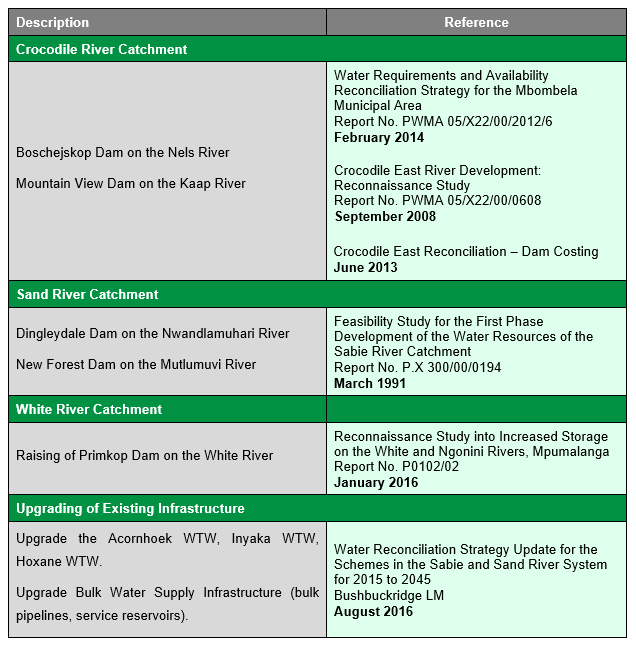 Description
Reference
Crocodile River Catchment
Boschejskop Dam on the Nels River
Mountain View Dam on the Kaap River
Water Requirements and Availability
Reconciliation Strategy for the Mbombela
Municipal Area
Report No. PWMA 05/X22/00/2012/6
February 2014
Crocodile East River Development:
Reconnaissance Study
Report No. PWMA 05/X22/00/0608
September 2008
Crocodile East Reconciliation – Dam Costing
June 2013
Sand River Catchment
Dingleydale Dam on the Nwandlamuhari River
New Forest Dam on the Mutlumuvi River
Feasibility Study for the First Phase
Development of the Water Resources of the
Sabie River Catchment
Report No. P.X 300/00/0194
March 1991
White River Catchment
Raising of Primkop Dam on the White River
Reconnaissance Study into Increased Storage
on the White and Ngonini Rivers, Mpumalanga
Report No. P0102/02
January 2016
Upgrading of Existing Infrastructure
Upgrade the Acornhoek WTW, Inyaka WTW,
Hoxane WTW.
Upgrade Bulk Water Supply Infrastructure (bulk
pipelines, service reservoirs).
Water Reconciliation Strategy Update for the
Schemes in the Sabie and Sand River System
for 2015 to 2045
Bushbuckridge LM
August 2016